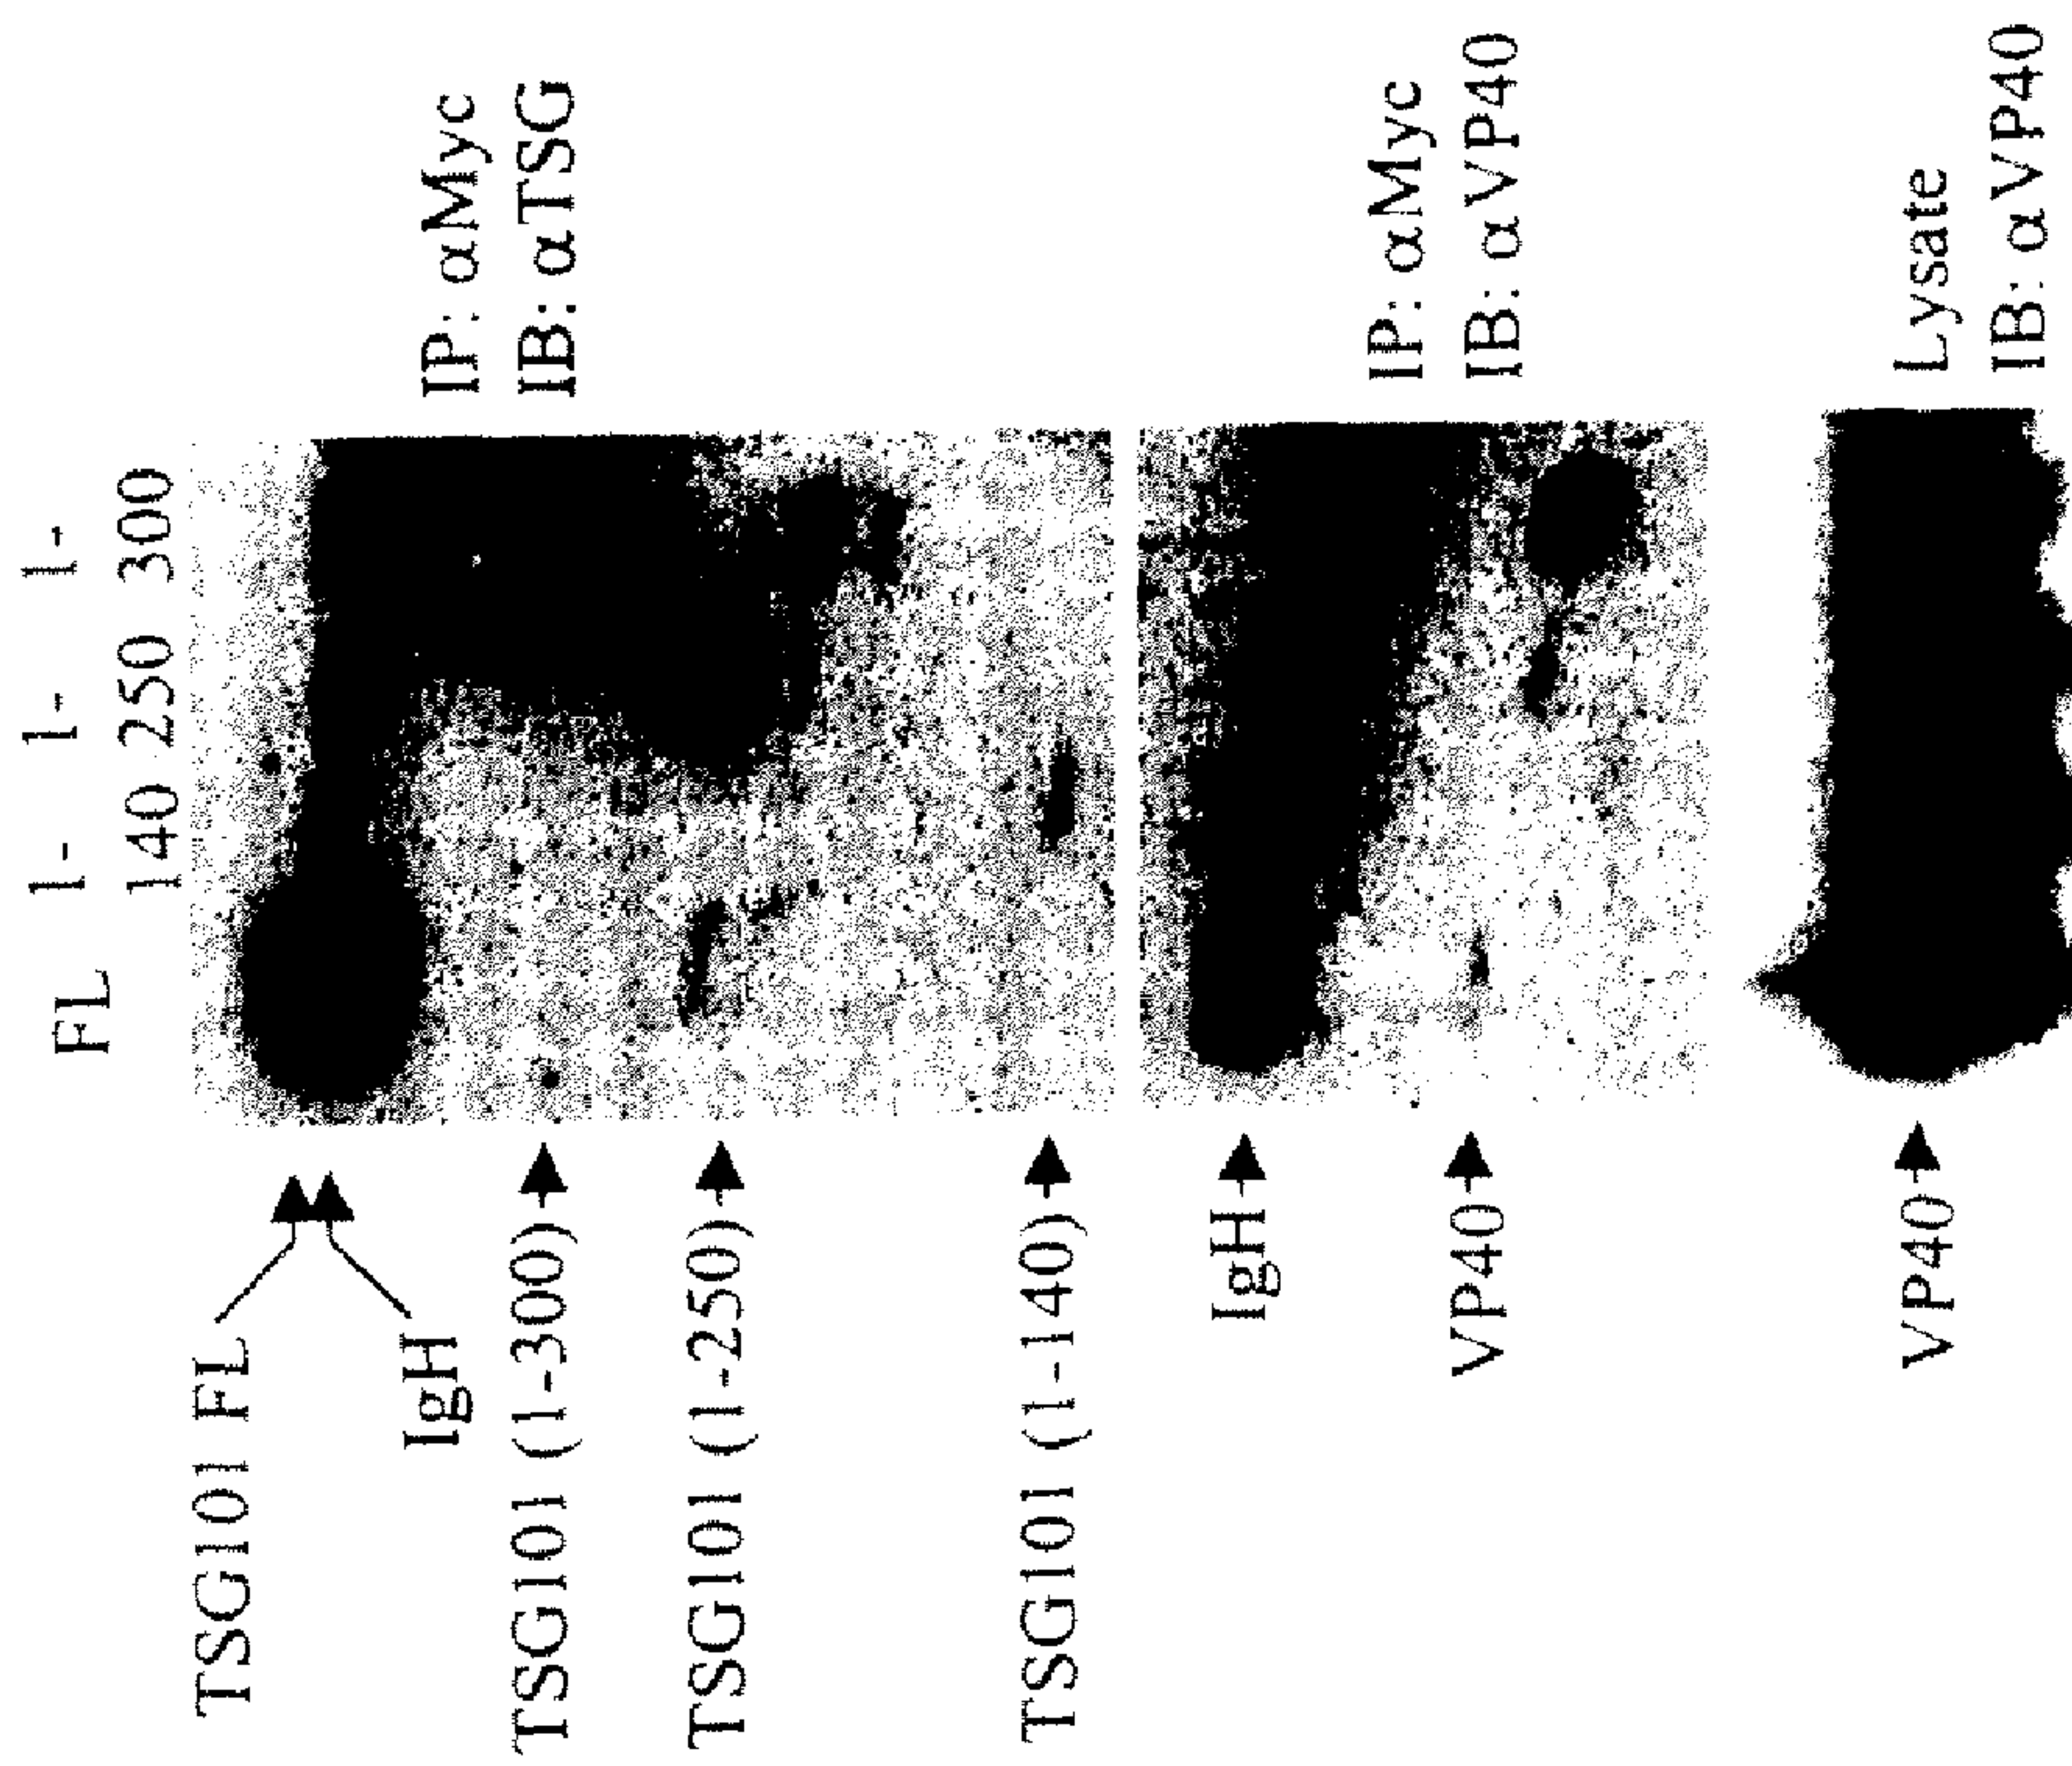 FL 1- 1- 1-
140 250 300
TSG101 FL
IgH
TSG101 (1-300)
TSG101 (1-250)
TSG101 (1-140)
IP: αMyc
IB: αTSG
IgH
VP40
IP: αMyc
IB: αVP40
VP40
Lysate
IB: αVP40